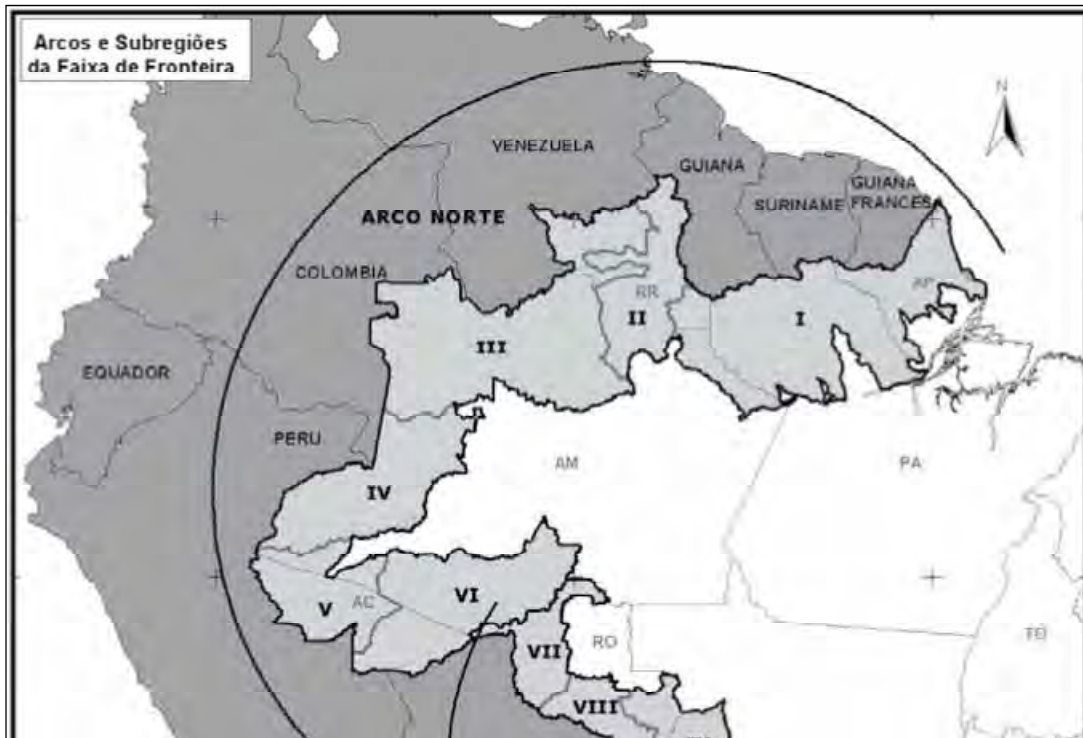 Arcos e Subregiões
da Faixa de Fronteira
N
VENEZUELA
GUIANA
GUIANA
FRANCESA
SURINAME
ARCO NORTE
COLOMBIA
AP
RR
I
II
III
EQUADOR
PERU
AM
PA
IV
V
AC
VI
TO
RO
VII
VIII